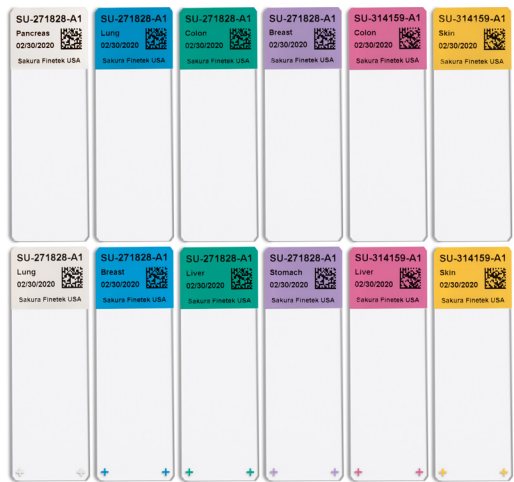 SU-271828-A1
Pancreas
02/30/2020
Sakura Finetek USA
SU-271828-A1
Lung
02/30/2020
Sakura Finetek USA
SU-271828-A1
Colon
02/30/2020
Sakura Finetek USA
SU-271828-A1
Breast
02/30/2020
Sakura Finetek USA
SU-314159-A1
Colon
02/30/2020
Sakura Finetek USA
SU-314159-A1
Skin
02/30/2020
Sakura Finetek USA
SU-271828-A1
Lung
02/30/2020
Sakura Finetek USA
SU-271828-A1
Breast
02/30/2020
Sakura Finetek USA
SU-271828-A1
Liver
02/30/2020
Sakura Finetek USA
SU-271828-A1
Stomach
02/30/2020
Sakura Finetek USA
SU-314159-A1
Liver
02/30/2020
Sakura Finetek USA
SU-314159-A1
Skin
02/30/2020
Sakura Finetek USA